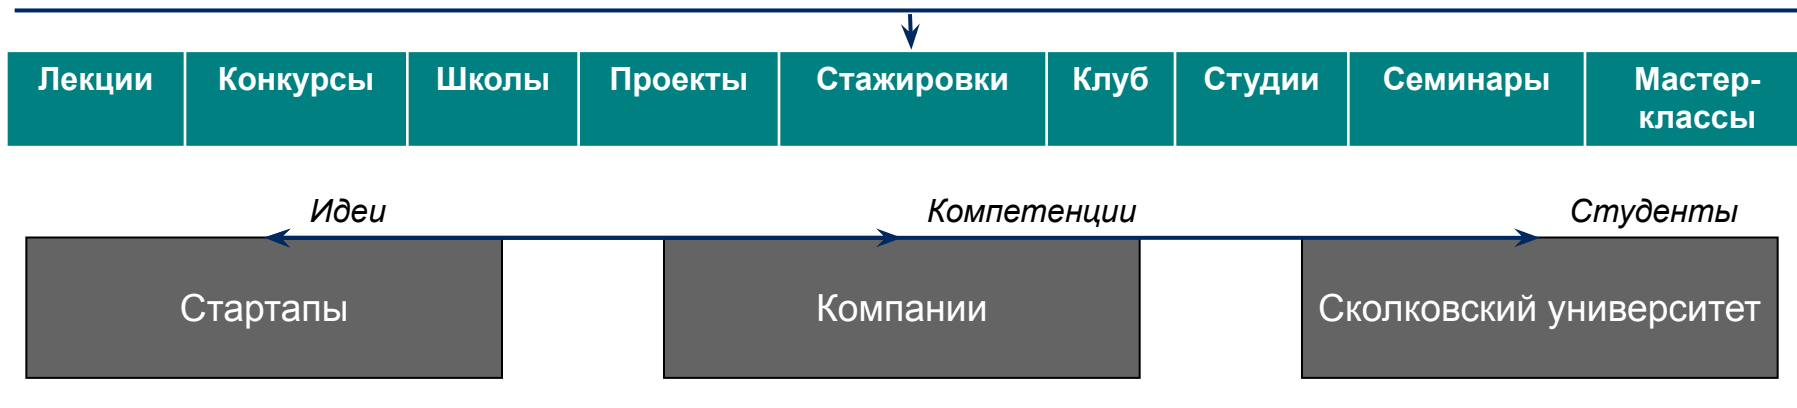 Лекции Конкурсы Школы Проекты Стажировки Клуб Студии Семинары Мастер-
классы
Идеи Компетенции Студенты
Стартапы Компании Сколковский университет